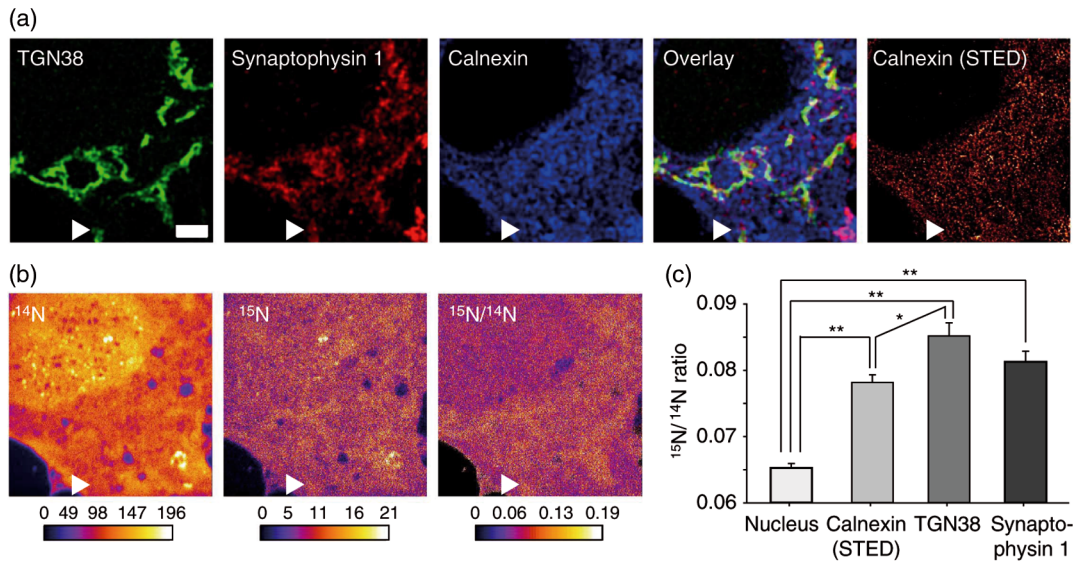 (a)
TGN38
Synaptophysin 1
Calnexin
Overlay
Calnexin (STED)
(b)
¹⁴N
¹⁵N
¹⁵N/¹⁴N
0 49 98 147 196
0 5 11 16 21
0 0.06 0.13 0.19
(c)
¹⁵N/¹⁴N ratio
0.09
0.08
0.07
0.06
**
**
**
*
Nucleus
Calnexin
(STED)
TGN38
Synapto-
physin 1